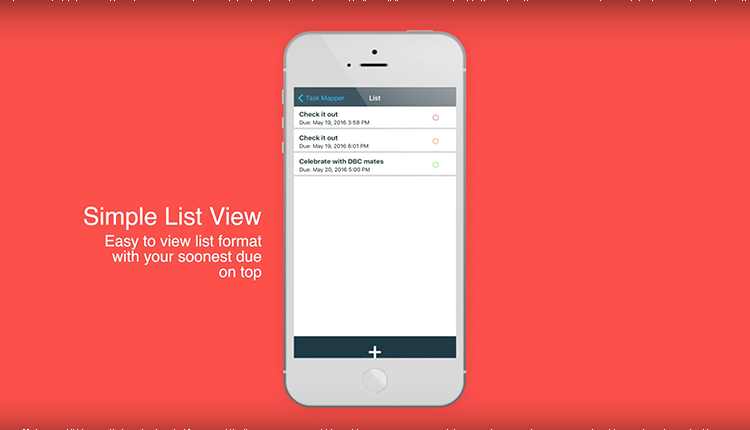 Simple List View
Easy to view list format
with your soonest due
on top
Task Mapper List
Check it out
Due: May 19, 2016 3:58 PM
Check it out
Due: May 19, 2016 6:01 PM
Celebrate with DBC mates
Due: May 20, 2016 5:00 PM